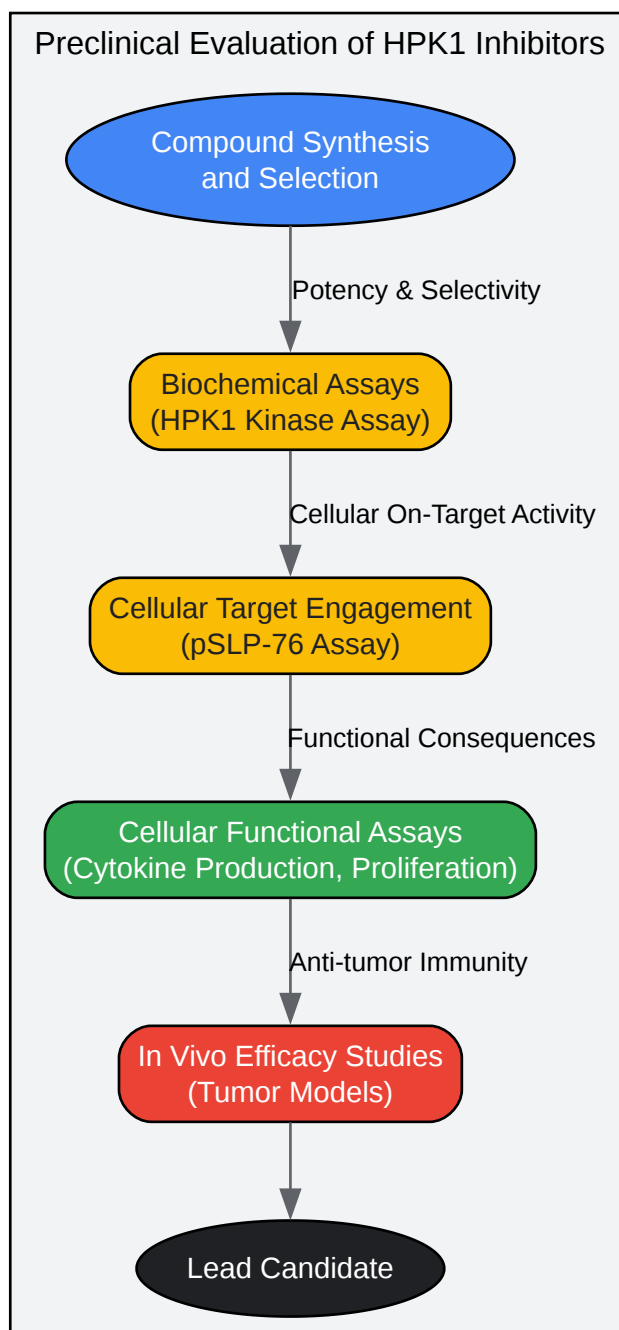 Preclinical Evaluation of HPK1 Inhibitors
Compound Synthesis
and Selection
Potency & Selectivity
Biochemical Assays
(HPK1 Kinase Assay)
Cellular On-Target Activity
Cellular Target Engagement
(pSLP-76 Assay)
Functional Consequences
Cellular Functional Assays
(Cytokine Production, Proliferation)
Anti-tumor Immunity
In Vivo Efficacy Studies
(Tumor Models)
Lead Candidate